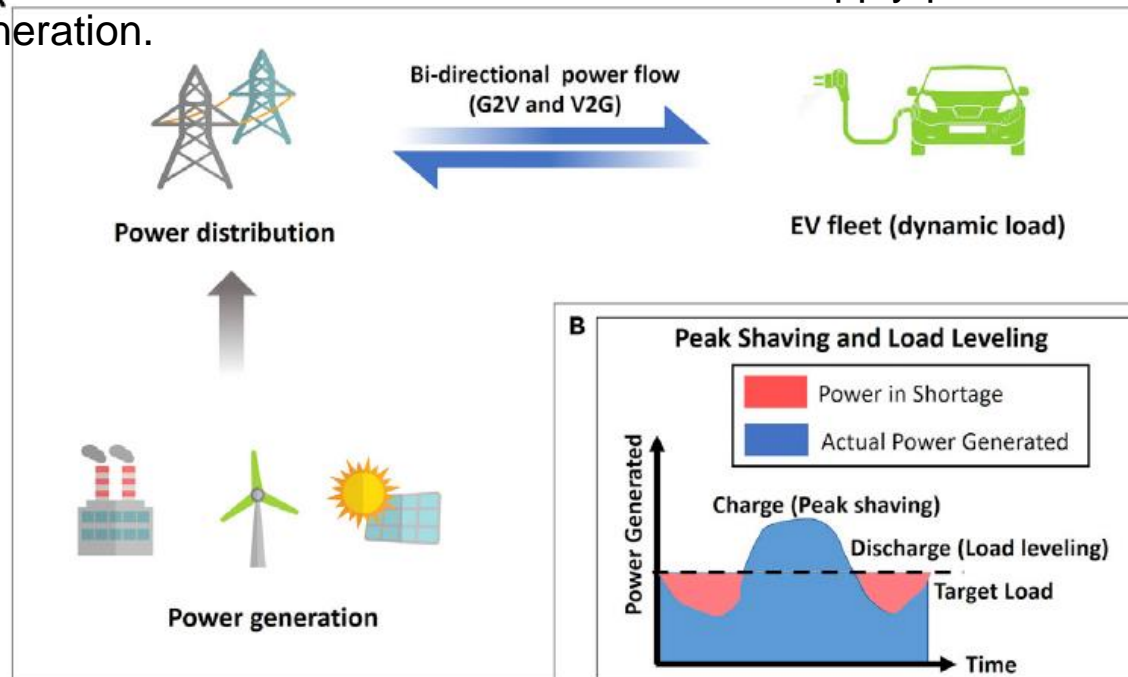 neration.
Bi-directional power flow
(G2V and V2G)
Power distribution
EV fleet (dynamic load)
Power generation
B
Peak Shaving and Load Leveling
Power in Shortage
Actual Power Generated
Power Generated
Charge (Peak shaving)
Discharge (Load leveling)
Target Load
Time